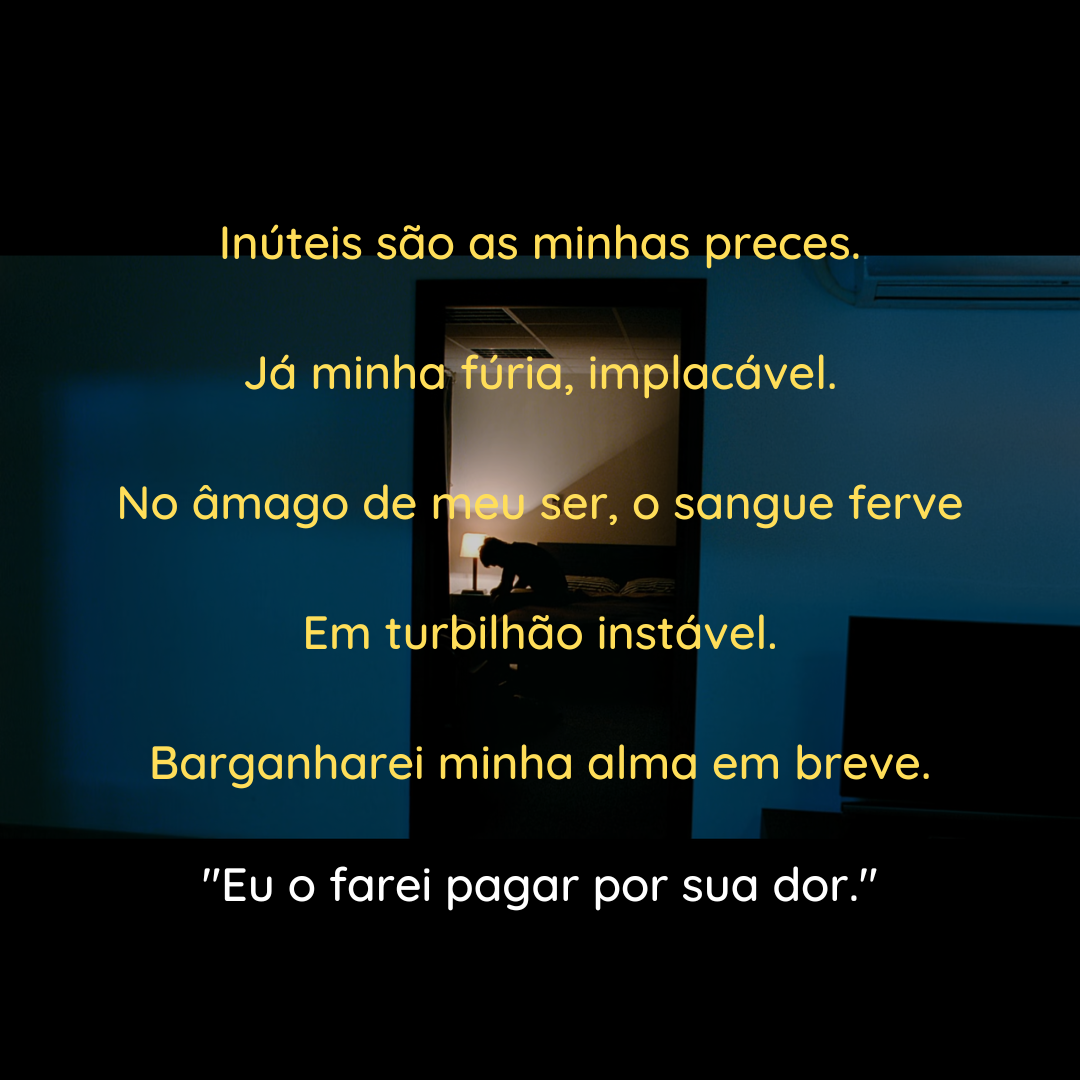 Inúteis são as minhas preces.
Já minha fúria, implacável.
No âmago de meu ser, o sangue ferve
Em turbilhão instável.
Barganharei minha alma em breve.
"Eu o farei pagar por sua dor."